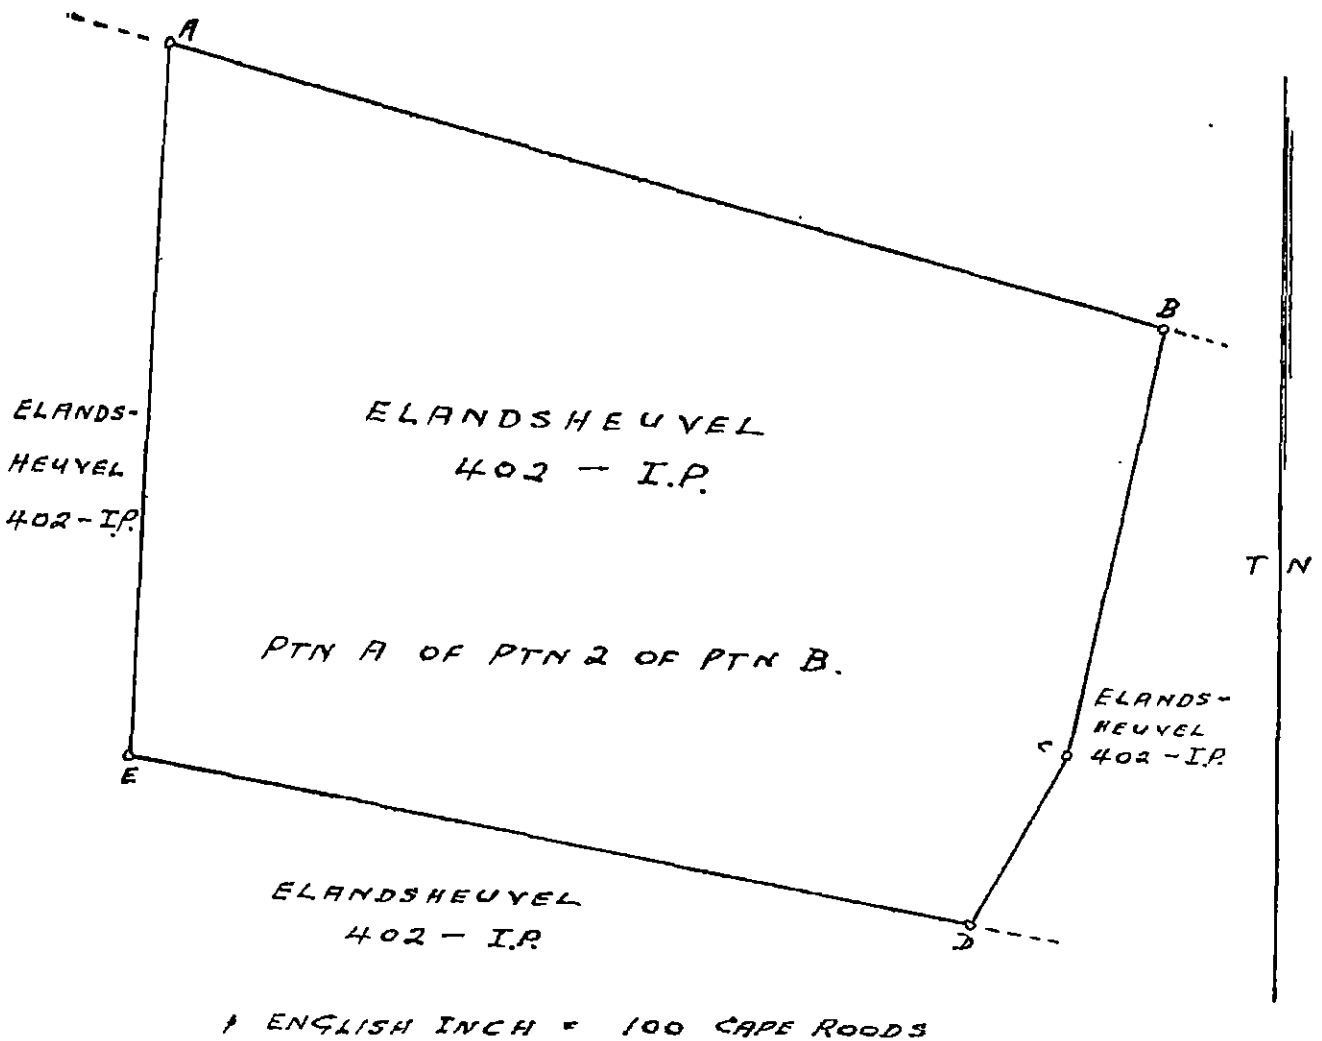 A
B
ELANDS-
HEUVEL
402-I.P.
ELANDSHEUVEL
402 - I.P.
T N
PTN A OF PTN 2 OF PTN B.
ELANDS-
HEUVEL
402-I.P.
C
E
ELANDSHEUVEL
402 - I.P.
D
1 ENGLISH INCH = 100 CAPE ROODS